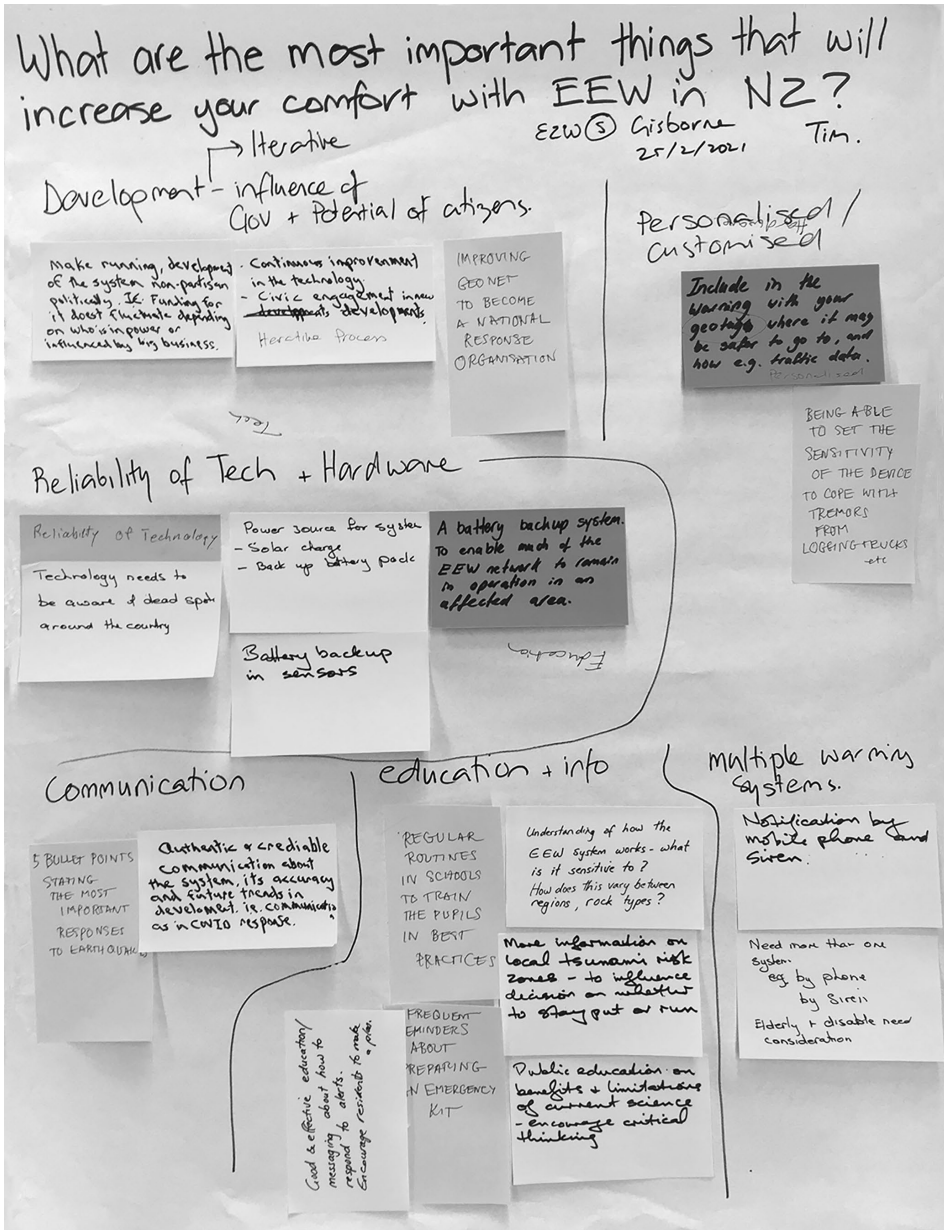 What are the most important things that will
increase your comfort with EEW in NZ?
EEW (S) Gisborne
25/2/2021
Tim.
Iterative
Development - influence of
Gov + Potential of citizens.
Make running, development
of the system non-partisan
politically. IE Funding for
it doest fluctuate depending
on who is in power or
influenced by big business.
- Continuous improvement
in the technology
- Civic engagement in new
developments.
Iterative Process
IMPROVING
GEONET
TO BECOME
A NATIONAL
RESPONSE
ORGANISATION
Personalised/
customised
Include in the
warning with your
geotags where it may
be safer to go to, and
how e.g. traffic data.
Personalised
BEING ABLE
TO SET THE
SENSITIVITY
OF THE DEVICE
TO COPE WITH
TREMORS
FROM
LOGGING TRUCKS
-etc
Tech
Reliability of Tech + Hardware
Reliability of Technology
Technology needs to
be aware of dead spots
around the country
Power source for system
- Solar charge
- Back up battery pack
Battery backup
in sensors
A battery backup system.
To enable much of the
EEW network to remain
in operation in an
affected area.
Education
Communication
5 BULLET POINTS
STATING
THE MOST
IMPORTANT
RESPONSES
TO EARTHQUAKES
Authentic & crediable
communication about
the system, its accuracy
and future trends in
develoment. i.e. communication
as in COVID response.
education + info
REGULAR
ROUTINES
IN SCHOOLS
TO TRAIN
THE PUPILS
IN BEST
PRACTICES
Understanding of how the
EEW system works - what
is it sensitive to?
How does this vary between
regions, rock types?
More information on
local tsunami risk
zones - to influence
decision on whether
to stay put or run
Good & effective education/
messaging about how to
respond to alerts.
Encourage residents to make
a plan.
FREQUENT
REMINDERS
ABOUT
PREPARING
AN EMERGENCY
KIT
Public education on
benefits + limitations
of current science
- encourage critical
thinking
Multiple warning
systems.
Notification by
mobile phone and
siren.
Need more than one
system.
eg. by phone
by siren
Elderly + disable need
consideration